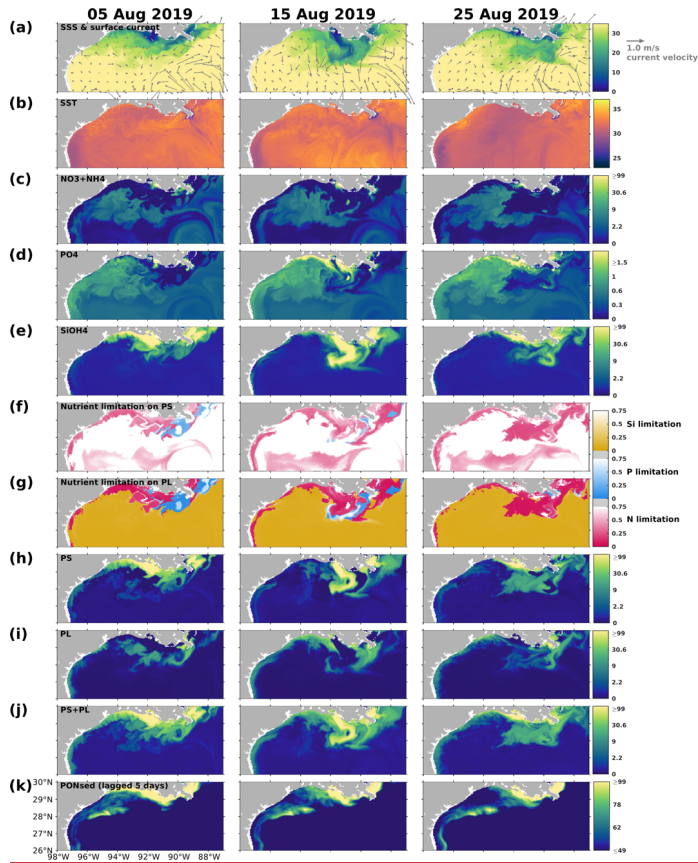 05 Aug 2019 15 Aug 2019 25 Aug 2019
(a) SSS & surface current
30
20
10
0
1.0 m/s
current velocity
(b) SST
35
30
25
(c) NO3+NH4
≥99
30.6
9
2.2
0
(d) PO4
≥1.5
1.2
0.6
0.3
0
(e) SiOH4
≥99
30.6
9
2.2
0
(f) Nutrient limitation on PS
0.75
0.5
0.25
Si limitation
0.75
0.5
0.25
P limitation
(g) Nutrient limitation on PL
0.75
0.5
0.25
0
N limitation
(h) PS
≥99
30.6
9
2.2
0
(i) PL
≥99
30.6
9
2.2
0
(j) PS+PL
≥99
30.6
9
2.2
0
(k) PONsed (lagged 5 days)
30°N
29°N
28°N
27°N
26°N
98°W 96°W 94°W 92°W 90°W 88°W
≥99
78
62
≤49